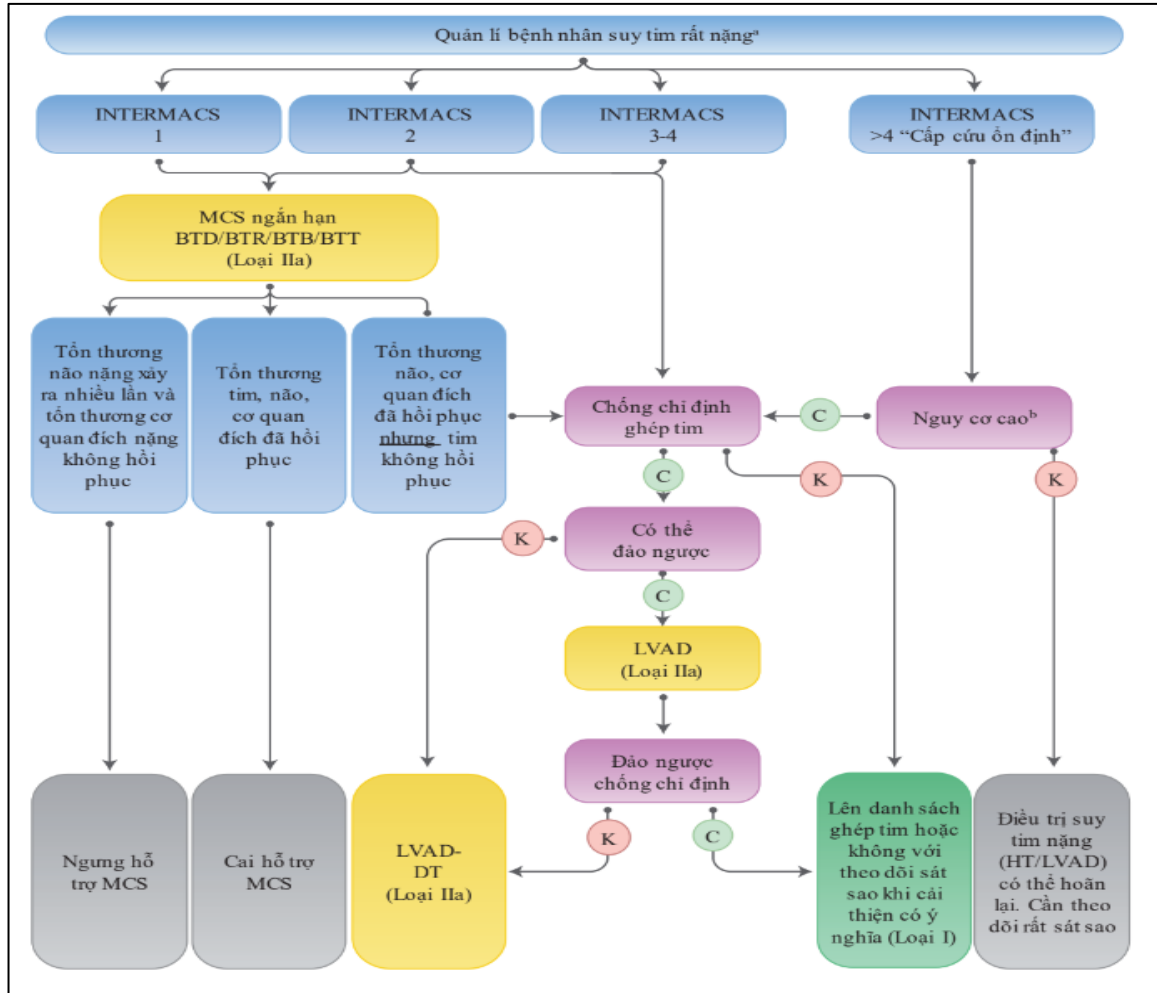 Quản lí bệnh nhân suy tim rất nặngᵃ
INTERMACS
1
INTERMACS
2
INTERMACS
3-4
INTERMACS
>4 “Cấp cứu ổn định”
MCS ngắn hạn
BTD/BTR/BTB/BTT
(Loại IIa)
Tổn thương
não nặng xảy
ra nhiều lần và
tổn thương cơ
quan đích nặng
không hồi
phục
Tổn thương
tim, não,
cơ quan
đích đã hồi
phục
Tổn thương
não, cơ
quan đích
đã hồi phục
nhưng tim
không hồi
phục
Chống chỉ định
ghép tim
C
Nguy cơ caoᵇ
C
K
K
Có thể
đảo ngược
K
C
LVAD
(Loại IIa)
Đảo ngược
chống chỉ định
K
C
Ngưng hỗ
trợ MCS
Cai hỗ trợ
MCS
LVAD-
DT
(Loại IIa)
Lên danh sách
ghép tim hoặc
không với
theo dõi sát
sao khi cải
thiện có ý
nghĩa (Loại I)
Điều trị suy
tim nặng
(HT/LVAD)
có thể hoãn
lại. Cần theo
dõi rất sát sao